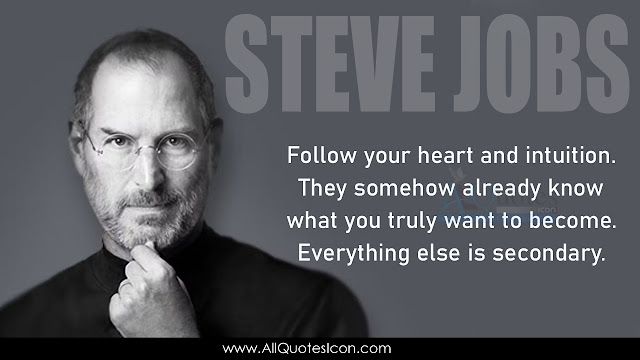 STEVE JOBS
Follow your heart and intuition.
They somehow already know
what you truly want to become.
Everything else is secondary.
www.AllQuotesIcon.com